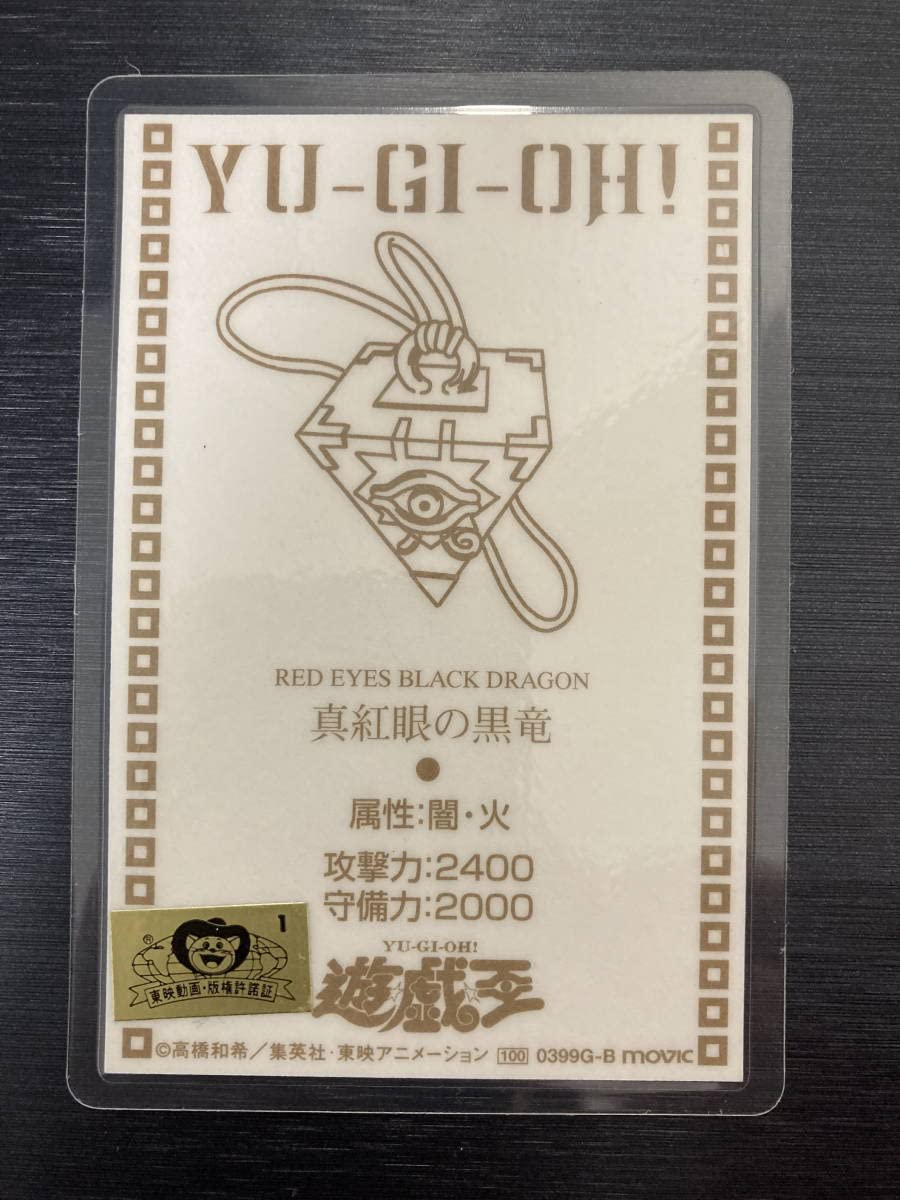 YU-GI-OH!
RED EYES BLACK DRAGON
真紅眼の黒竜
●
属性:闇・火
攻撃力:2400
守備力:2000
1
®
東映動画・版権許諾証
YU-GI-OH!
遊戯王
©高橋和希／集英社・東映アニメーション 100 0399G-B movic